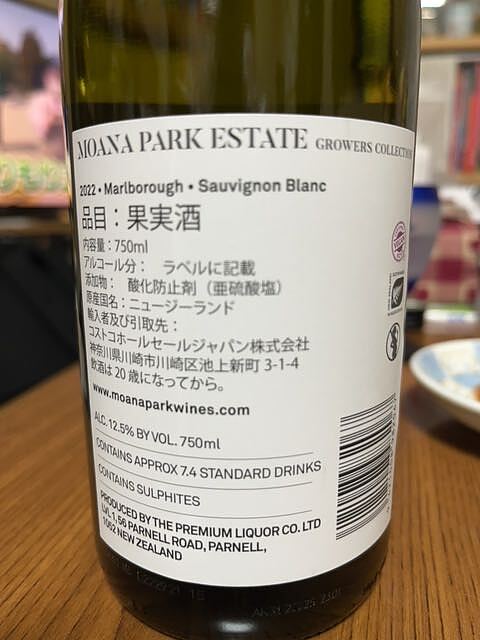 MOANA PARK ESTATE GROWERS COLLECTION
2022 • Marlborough • Sauvignon Blanc
品目：果実酒
内容量：750ml
アルコール分： ラベルに記載
添加物： 酸化防止剤（亜硫酸塩）
原産国名：ニュージーランド
輸入者及び引取先：
コストコホールセールジャパン株式会社
神奈川県川崎市川崎区池上新町 3-1-4
飲酒は 20 歳になってから。
www.moanaparkwines.com
ALC. 12.5% BY VOL. 750ml
CONTAINS APPROX 7.4 STANDARD DRINKS
CONTAINS SULPHITES
PRODUCED BY THE PREMIUM LIQUOR CO. LTD
LVL 1, 56 PARNELL ROAD, PARNELL,
1052 NEW ZEALAND